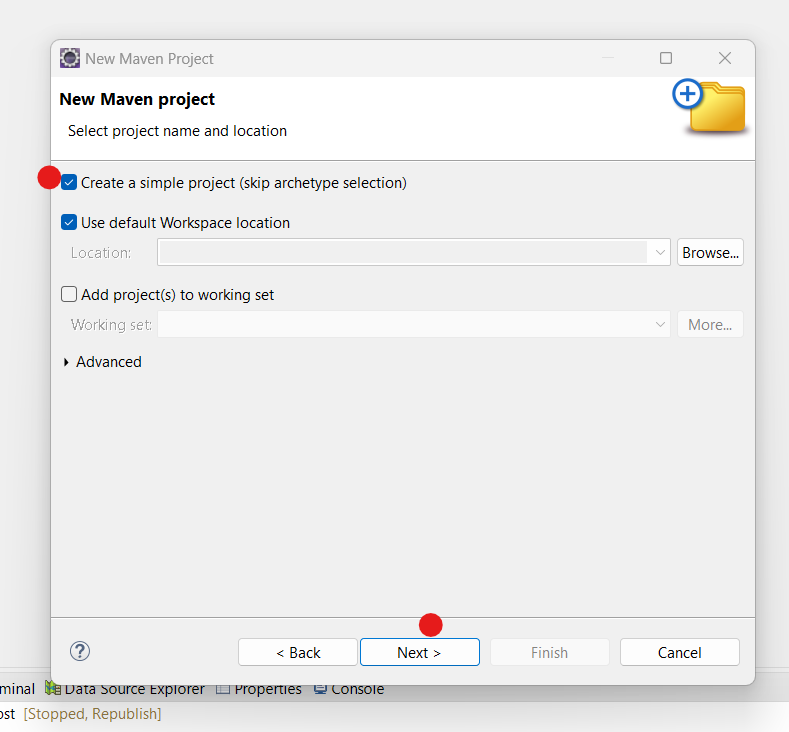 New Maven Project
New Maven project
Select project name and location
Create a simple project (skip archetype selection)
Use default Workspace location
Location:
Browse...
Add project(s) to working set
Working set:
More...
Advanced
?
< Back
Next >
Finish
Cancel
minal
Data Source Explorer
Properties
Console
ost [Stopped, Republish]